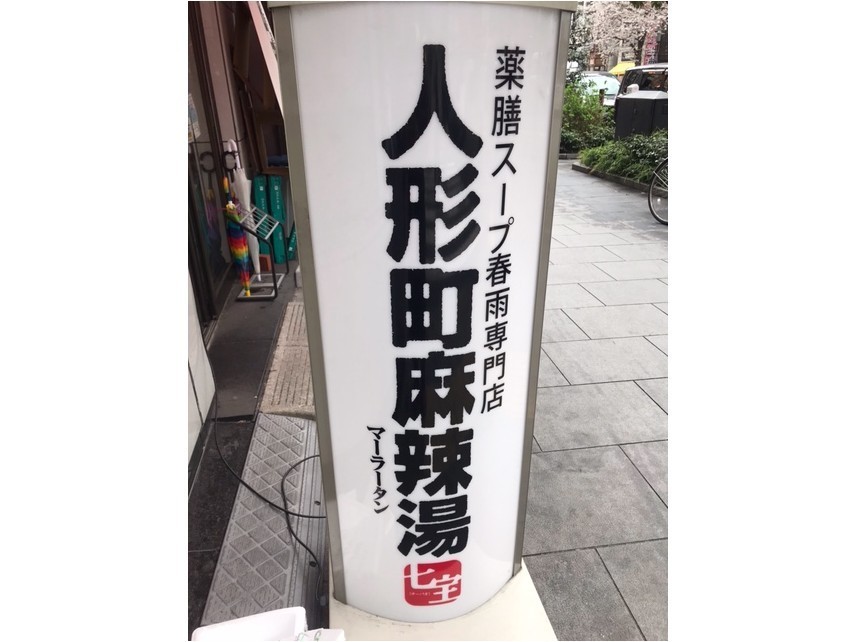 薬膳スープ春雨専門店
人形町麻辣湯
マーラータン
七宝